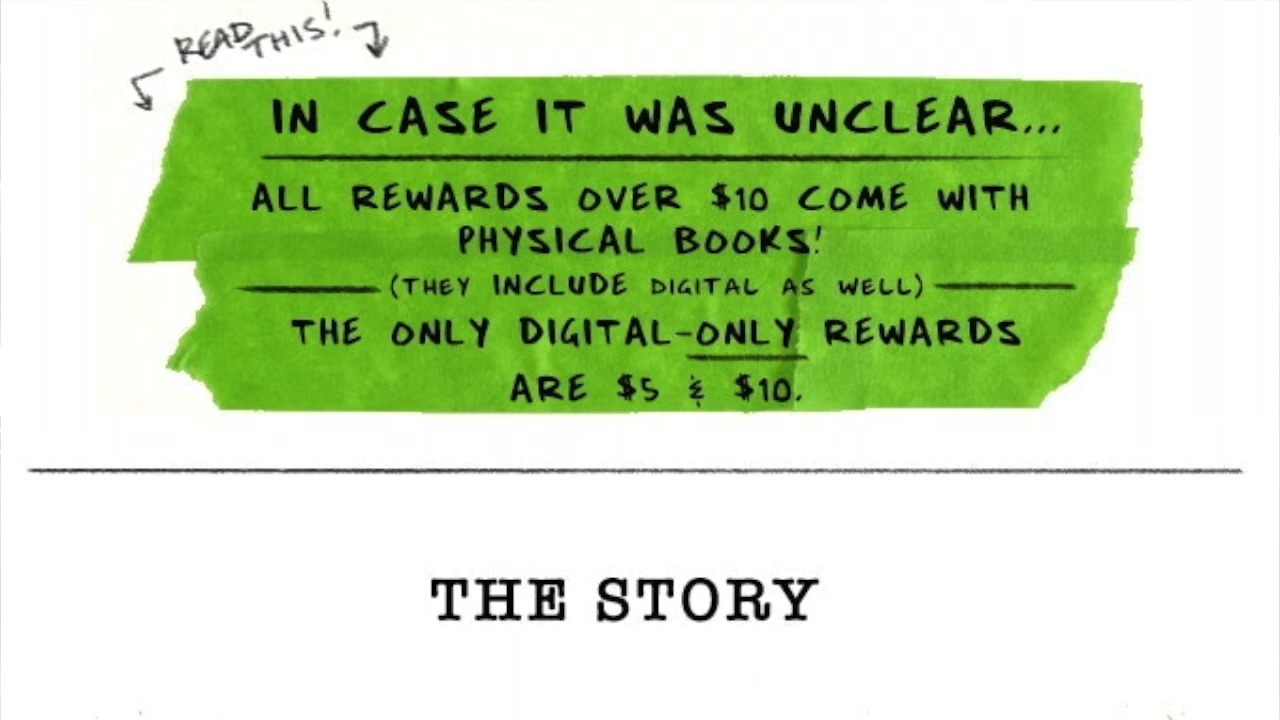 READ THIS!
IN CASE IT WAS UNCLEAR...
ALL REWARDS OVER $10 COME WITH
PHYSICAL BOOKS!
(THEY INCLUDE DIGITAL AS WELL)
THE ONLY DIGITAL-ONLY REWARDS
ARE $5 & $10.
THE STORY